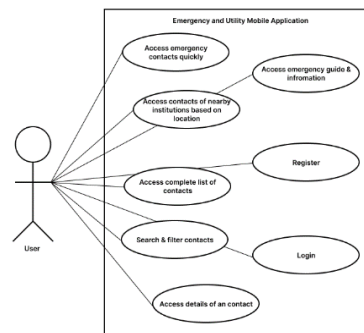 Emergency and Utility Mobile Application
Access emergency
contacts quickly
Access emergency guide &
infromation
Access contacts of nearby
institutions based on
location
Register
Access complete list of
contacts
Search & filter contacts
Login
Access details of an contact
User